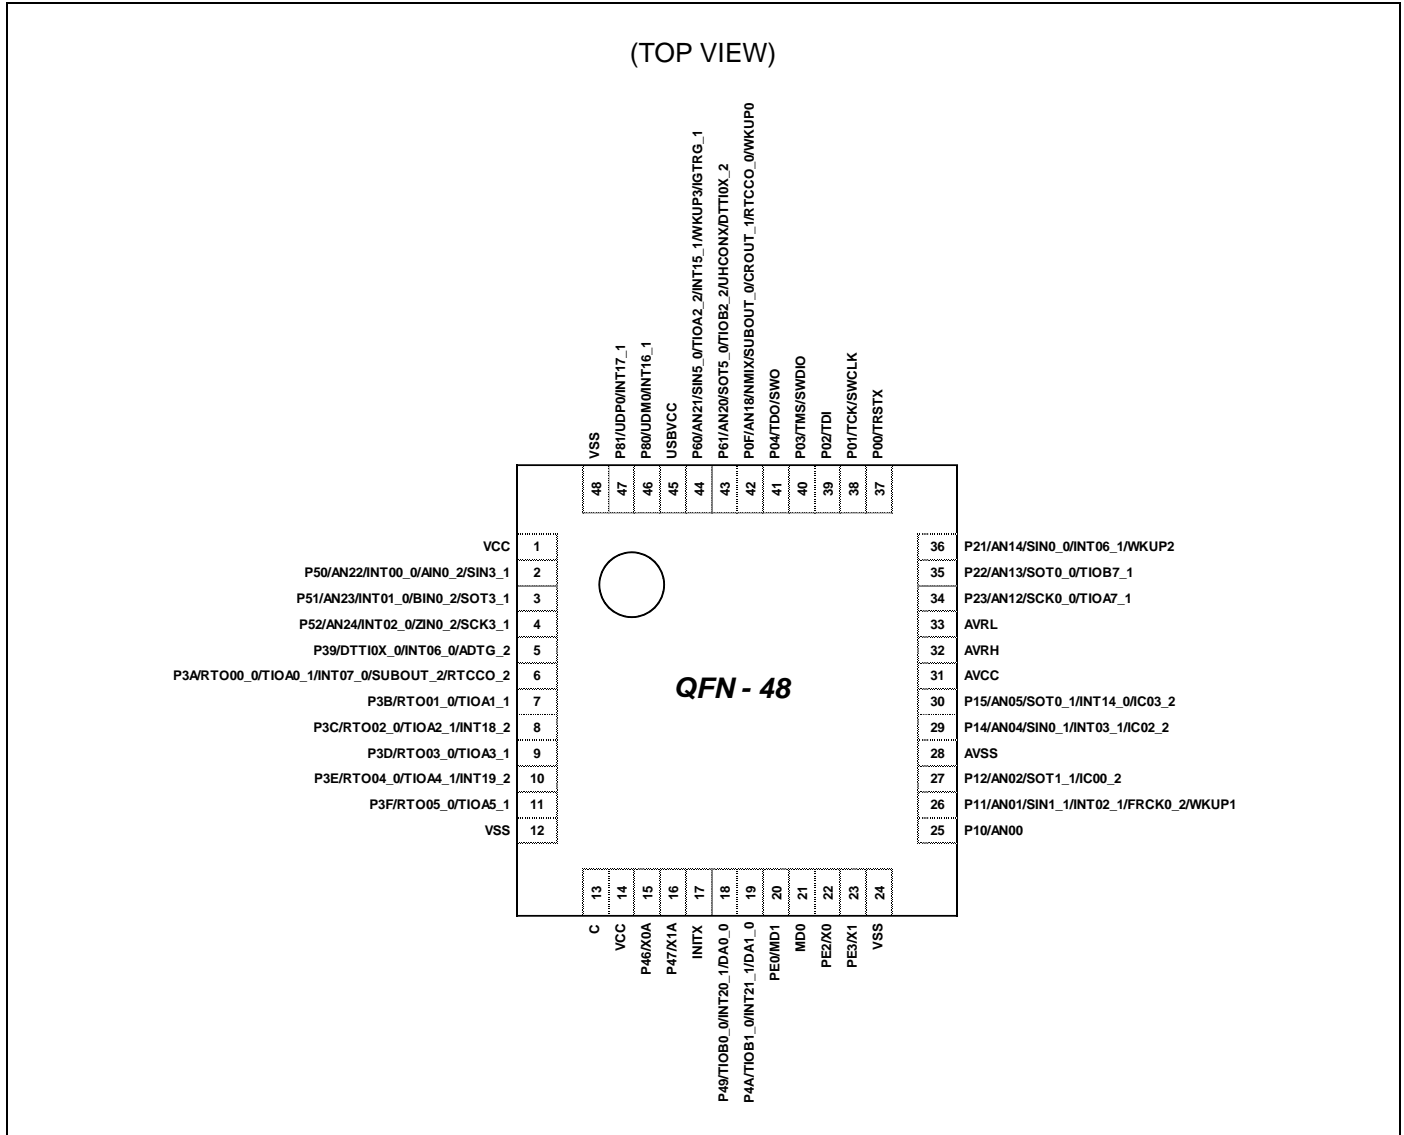 (TOP VIEW)
VSS
P81/UDP0/INT17_1
P80/UDM0/INT16_1
USBVCC
P60/AN21/SIN5_0/TIOA2_2/INT15_1/WKUP3/IGTRG_1
P61/AN20/SOT5_0/TIOB2_2/UHCONX/DTTI0X_2
P0F/AN18/NMIX/SUBOUT_0/CROUT_1/RTCCO_0/WKUP0
P04/TDO/SWO
P03/TMS/SWDIO
P02/TDI
P01/TCK/SWCLK
P00/TRSTX
48 47 46 45 44 43 42 41 40 39 38 37
VCC 1
P50/AN22/INT00_0/AIN0_2/SIN3_1 2
P51/AN23/INT01_0/BIN0_2/SOT3_1 3
P52/AN24/INT02_0/ZIN0_2/SCK3_1 4
P39/DTTI0X_0/INT06_0/ADTG_2 5
P3A/RTO00_0/TIOA0_1/INT07_0/SUBOUT_2/RTCCO_2 6
P3B/RTO01_0/TIOA1_1 7
P3C/RTO02_0/TIOA2_1/INT18_2 8
P3D/RTO03_0/TIOA3_1 9
P3E/RTO04_0/TIOA4_1/INT19_2 10
P3F/RTO05_0/TIOA5_1 11
VSS 12
QFN - 48
36 P21/AN14/SIN0_0/INT06_1/WKUP2
35 P22/AN13/SOT0_0/TIOB7_1
34 P23/AN12/SCK0_0/TIOA7_1
33 AVRL
32 AVRH
31 AVCC
30 P15/AN05/SOT0_1/INT14_0/IC03_2
29 P14/AN04/SIN0_1/INT03_1/IC02_2
28 AVSS
27 P12/AN02/SOT1_1/IC00_2
26 P11/AN01/SIN1_1/INT02_1/FRCK0_2/WKUP1
25 P10/AN00
13 14 15 16 17 18 19 20 21 22 23 24
C
VCC
P46/X0A
P47/X1A
INITX
P49/TIOB0_0/INT20_1/DA0_0
P4A/TIOB1_0/INT21_1/DA1_0
PE0/MD1
MD0
PE2/X0
PE3/X1
VSS